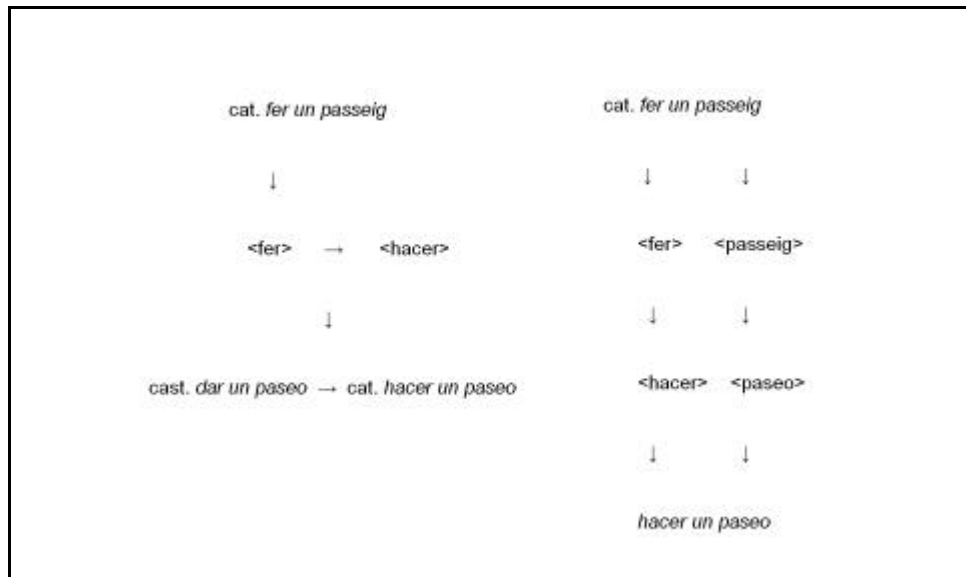 cat. fer un passeig
↓
<fer> → <hacer>
↓
cast. dar un paseo → cat. hacer un paseo
cat. fer un passeig
↓ ↓
<fer> <passeig>
↓ ↓
<hacer> <paseo>
↓ ↓
hacer un paseo